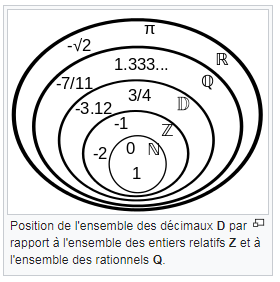 π
-√2 ℝ
1.333... ℚ
-7/11
3/4 𝔻
-3.12
-1 ℤ
-2 0 ℕ
1
Position de l'ensemble des décimaux D par
rapport à l'ensemble des entiers relatifs Z et à
l'ensemble des rationnels Q.